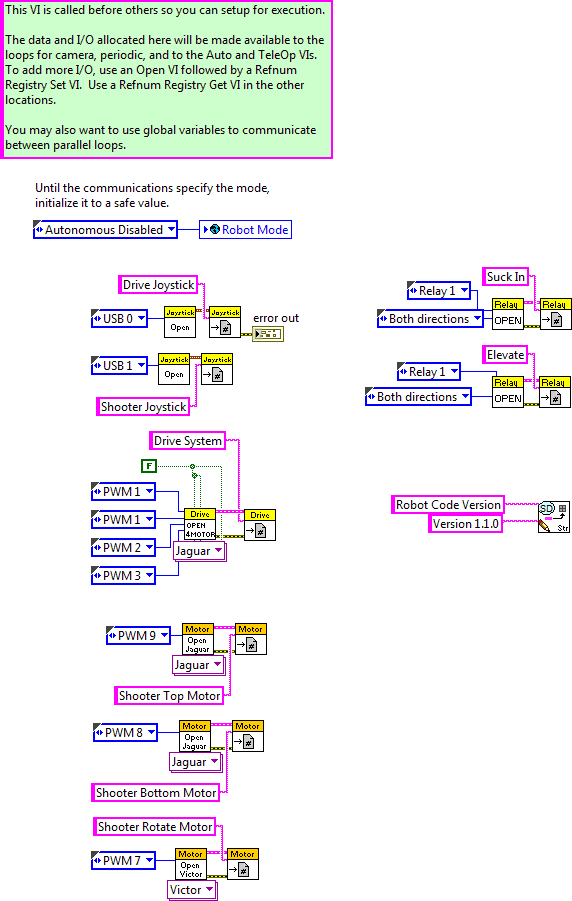 This VI is called before others so you can setup for execution.
The data and I/O allocated here will be made available to the
loops for camera, periodic, and to the Auto and TeleOp VIs.
To add more I/O, use an Open VI followed by a Refnum
Registry Set VI.  Use a Refnum Registry Get VI in the other
locations.
You may also want to use global variables to communicate
between parallel loops.
Until the communications specify the mode,
initialize it to a safe value.
Autonomous Disabled
Robot Mode
Drive Joystick
USB 0
Joystick
Open
Joystick
#
error out
USB 1
Joystick
Open
Joystick
#
Shooter Joystick
Suck In
Relay 1
Both directions
Relay
OPEN
Relay
#
Elevate
Relay 1
Both directions
Relay
OPEN
Relay
#
Drive System
F
PWM 1
PWM 1
PWM 2
PWM 3
Drive
OPEN
4MOTOR
Drive
#
Jaguar
Robot Code Version
Version 1.1.0
SD
Str
PWM 9
Motor
Open
Jaguar
Motor
#
Jaguar
Shooter Top Motor
PWM 8
Motor
Open
Jaguar
Motor
#
Jaguar
Shooter Bottom Motor
Shooter Rotate Motor
PWM 7
Motor
Open
Victor
Motor
#
Victor